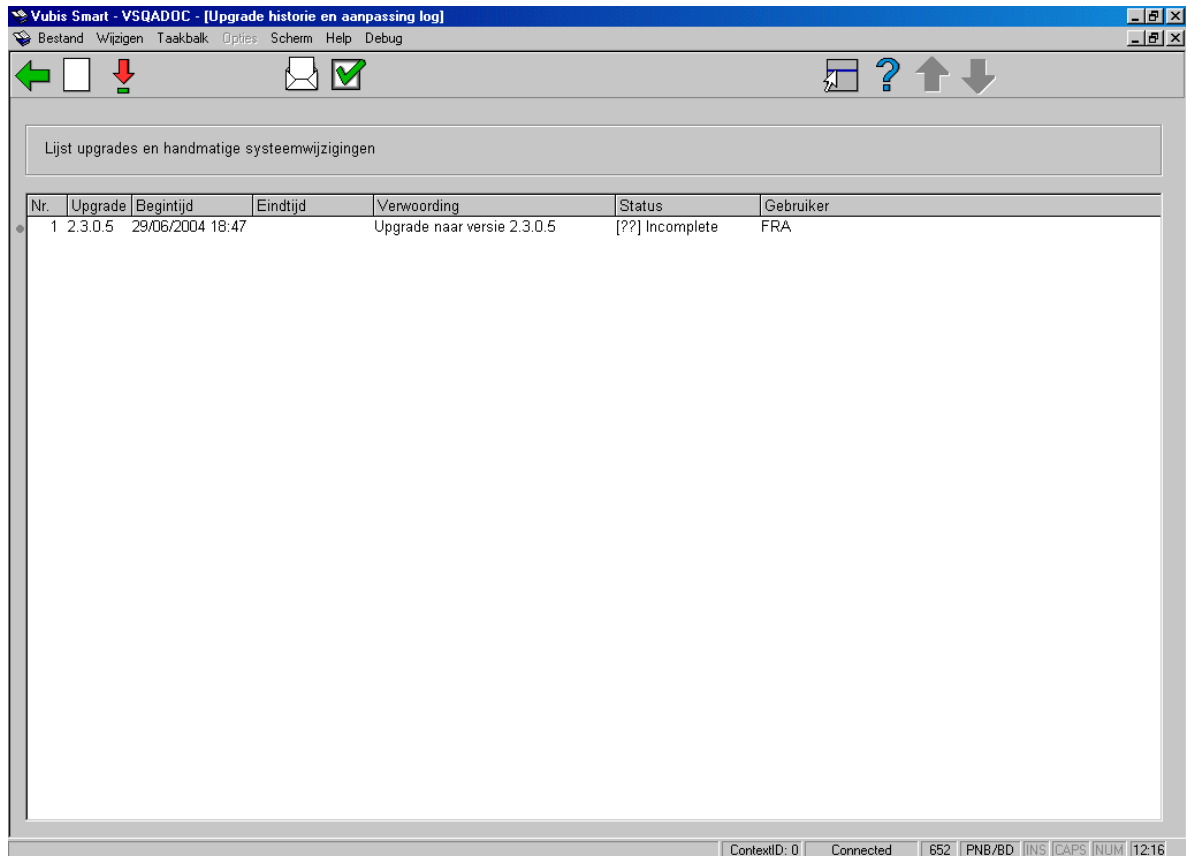 Vubis Smart - VSQADOC - [Upgrade historie en aanpassing log]
Bestand Wijzigen Taakbalk Opties Scherm Help Debug
Lijst upgrades en handmatige systeemwijzigingen
Nr. Upgrade Begintijd Eindtijd Verwoording Status Gebruiker
1 2.3.0.5 29/06/2004 18:47 Upgrade naar versie 2.3.0.5 [??] Incomplete FRA
ContextID: 0 Connected 652 PNB/BD INS CAPS NUM 12:16